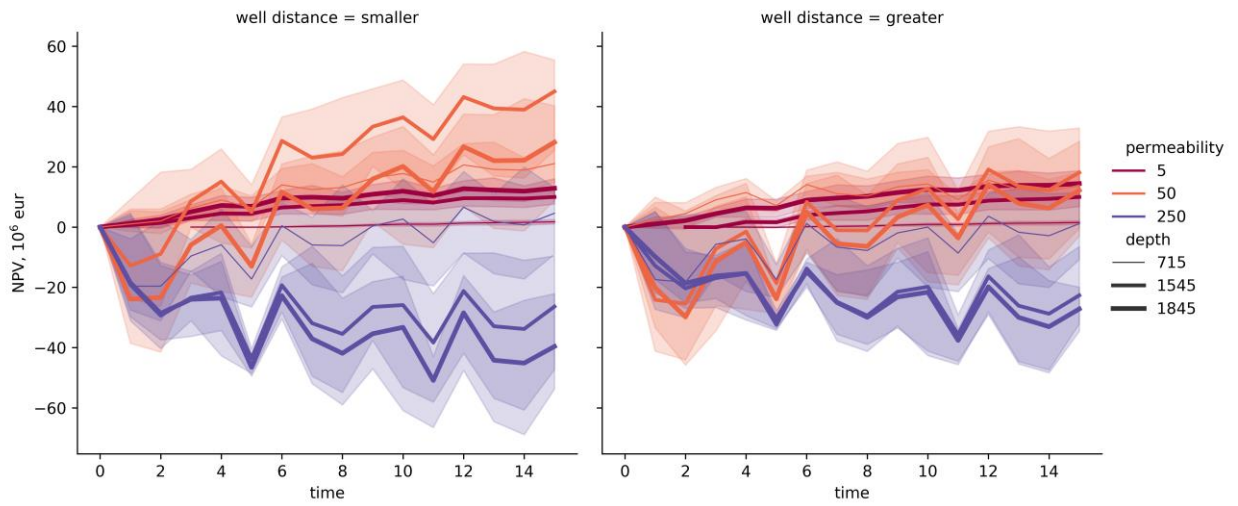 well distance = smaller
well distance = greater
NPV, 10⁶ eur
60
40
20
0
−20
−40
−60
0 2 4 6 8 10 12 14
time
0 2 4 6 8 10 12 14
time
permeability
5
50
250
depth
715
1545
1845